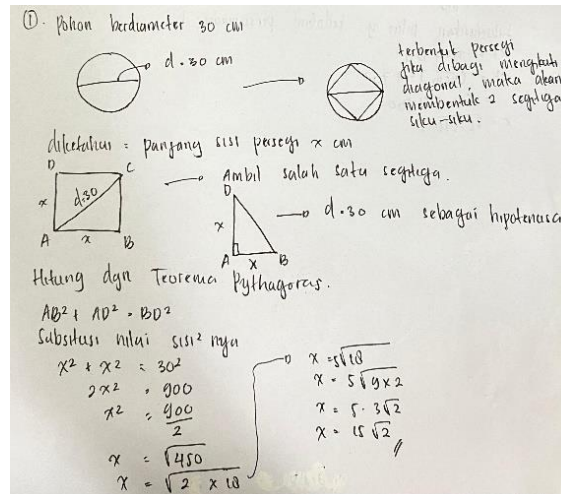 ①. Pohon berdiameter 30 cm
d. 30 cm
terbentuk persegi
jika dibagi mengikuti
diagonal, maka akan
membentuk 2 segitiga
siku-siku.
diketahui = panjang sisi persegi x cm
D
C
x
d.30
A
x
B
Ambil salah satu segitiga.
D
x
A
x
B
d.30 cm sebagai hipotenusa
Hitung dgn Teorema Pythagoras.
AB² + AD² = BD²
Subsitusi nilai sisi² nya
x² + x² = 30²
2x² = 900
x² = 900/2
x = √450
x = √2 × 18
x = 5√18
x = 5√9×2
x = 5 . 3√2
x = 15√2 //